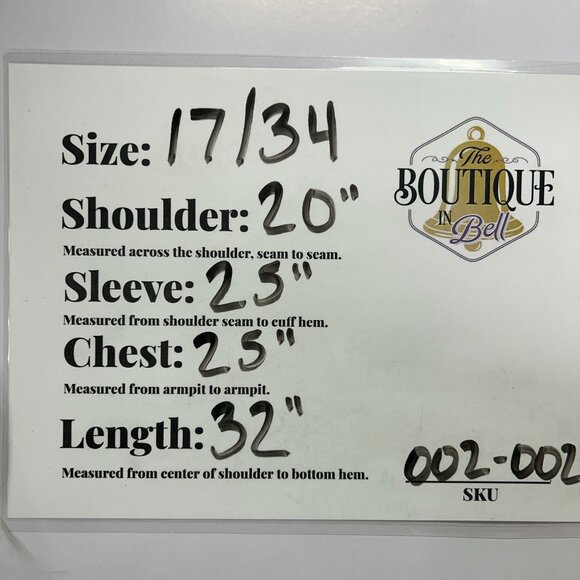 Size: 17/34
Shoulder: 20"
Measured across the shoulder, seam to seam.
Sleeve: 25"
Measured from shoulder seam to cuff hem.
Chest: 25"
Measured from armpit to armpit.
Length: 32"
Measured from center of shoulder to bottom hem.
The
BOUTIQUE
IN
Bell
002-002
SKU